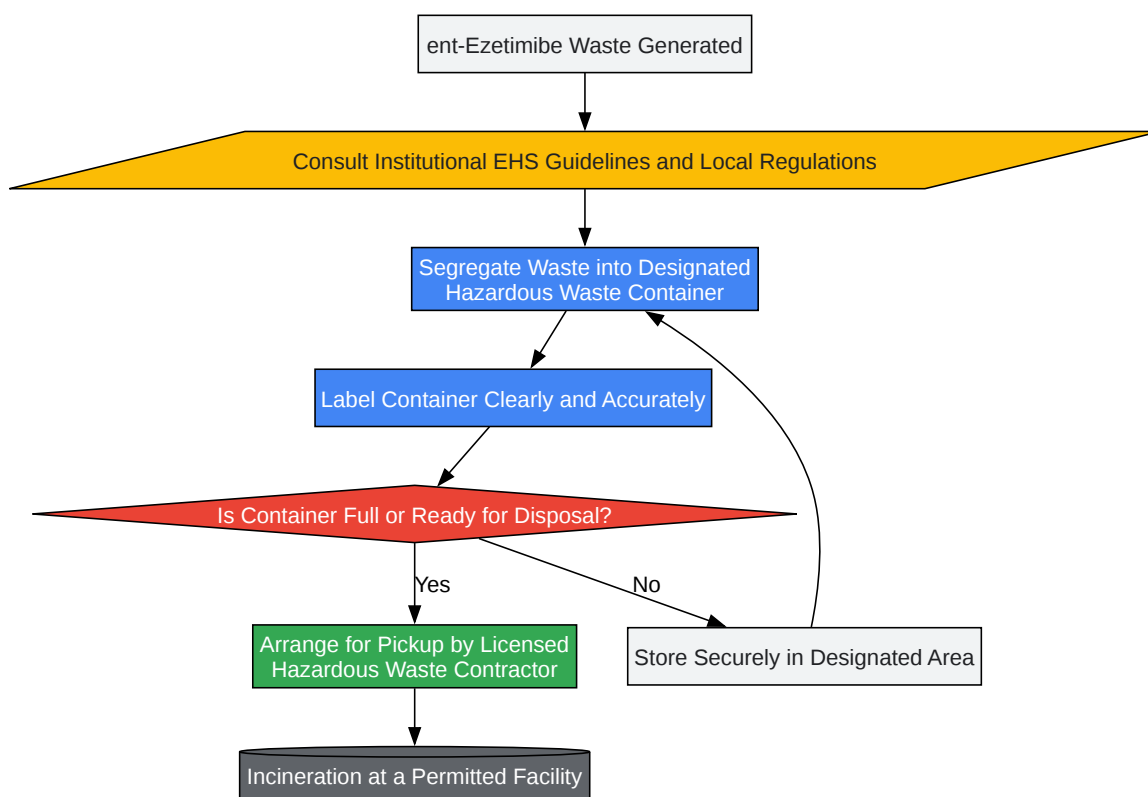 ent-Ezetimibe Waste Generated
Consult Institutional EHS Guidelines and Local Regulations
Segregate Waste into Designated
Hazardous Waste Container
Label Container Clearly and Accurately
Is Container Full or Ready for Disposal?
Yes
No
Arrange for Pickup by Licensed
Hazardous Waste Contractor
Store Securely in Designated Area
Incineration at a Permitted Facility